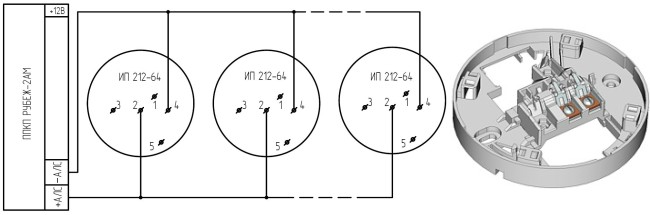 ППКП РУБЕЖ-2АМ
+12В
-А/ЛС
+А/ЛС
ИП 212-64
3 2 1 4
5
ИП 212-64
3 2 1 4
5
ИП 212-64
3 2 1 4
5